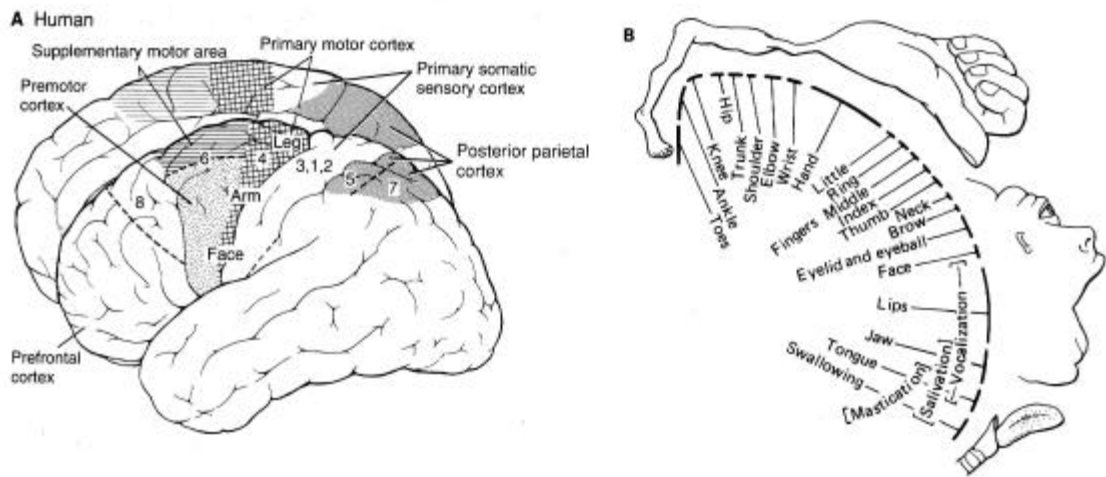 A Human
Supplementary motor area
Primary motor cortex
Premotor
cortex
Primary somatic
sensory cortex
Leg
6
4
3,1,2
5
7
Posterior parietal
cortex
8
Arm
Face
Prefrontal
cortex
B
Toes
Ankle
Knee
Hip
Trunk
Shoulder
Elbow
Wrist
Hand
Little
Ring
Middle
Index
Thumb
Fingers
Neck
Brow
Eyelid and eyeball
Face
Lips
Jaw
Tongue
Swallowing
[Mastication]
[Salivation]
[Vocalization]